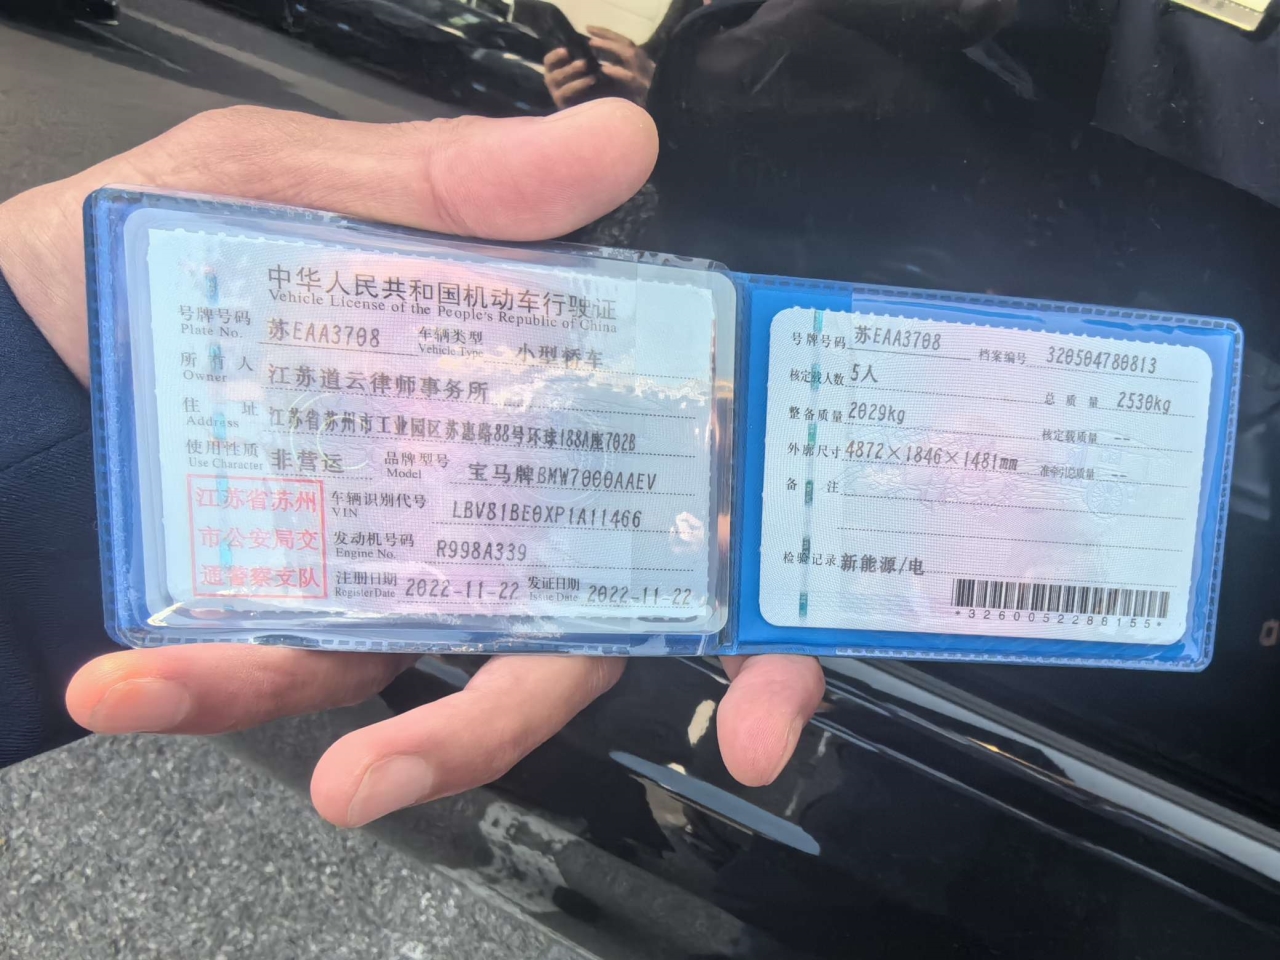 中华人民共和国机动车行驶证
Vehicle License of the People's Republic of China
号牌号码 苏EAA3708 车辆类型 小型轿车
Plate No. Vehicle Type
所有人 江苏道云律师事务所
Owner
住址 江苏省苏州市工业园区苏惠路88号环球188A座702B
Address
使用性质 非营运 品牌型号 宝马牌BMW7000AAEV
Use Character Model
江苏省苏州
市公安局交
通警察支队
车辆识别代号 LBV81BE0XP1A11466
VIN
发动机号码 R998A339
Engine No.
注册日期 2022-11-22 发证日期 2022-11-22
Register Date Issue Date
号牌号码 苏EAA3708 档案编号 320504780813
核定载人数 5人 总质量 2530kg
整备质量 2029kg 核定载质量 --
外廓尺寸 4872×1846×1481mm 准牵引总质量 --
备注
检验记录 新能源/电
*3260052288155*